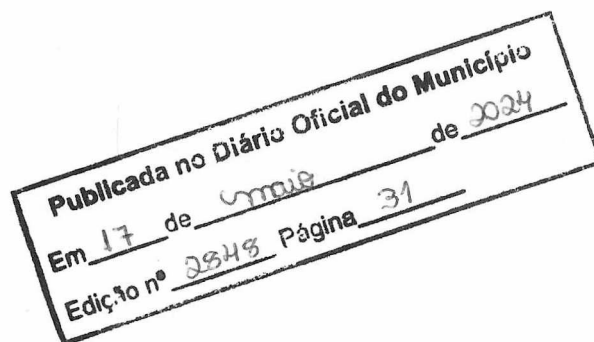 Publicada no Diário Oficial do Município
Em 17 de maio de 2024
Edição nº 2848 Página 31